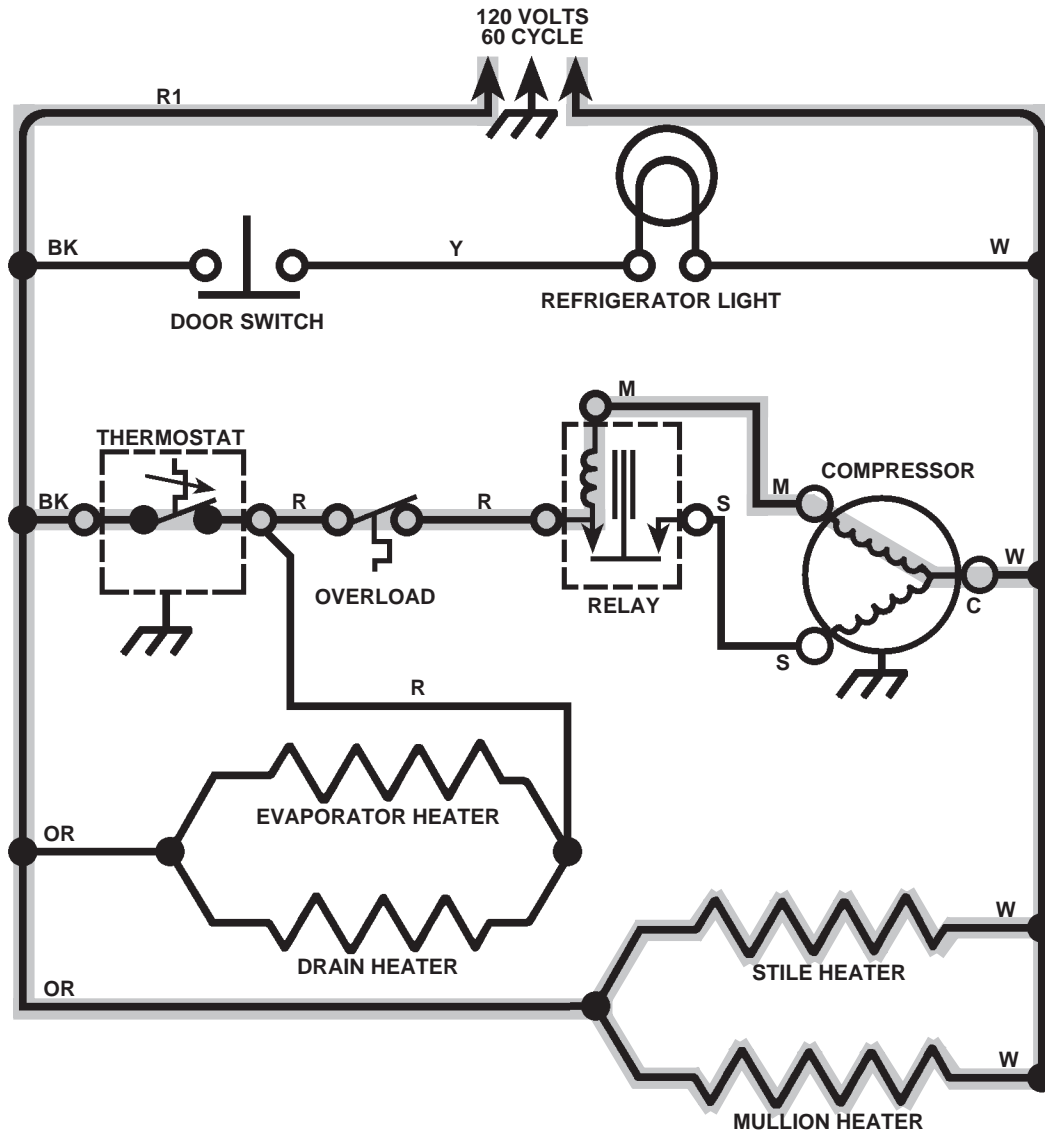 120 VOLTS
60 CYCLE
R1
BK
Y
W
DOOR SWITCH
REFRIGERATOR LIGHT
M
THERMOSTAT
COMPRESSOR
BK
R
R
M
S
W
OVERLOAD
RELAY
C
S
R
EVAPORATOR HEATER
OR
DRAIN HEATER
W
STILE HEATER
OR
W
MULLION HEATER